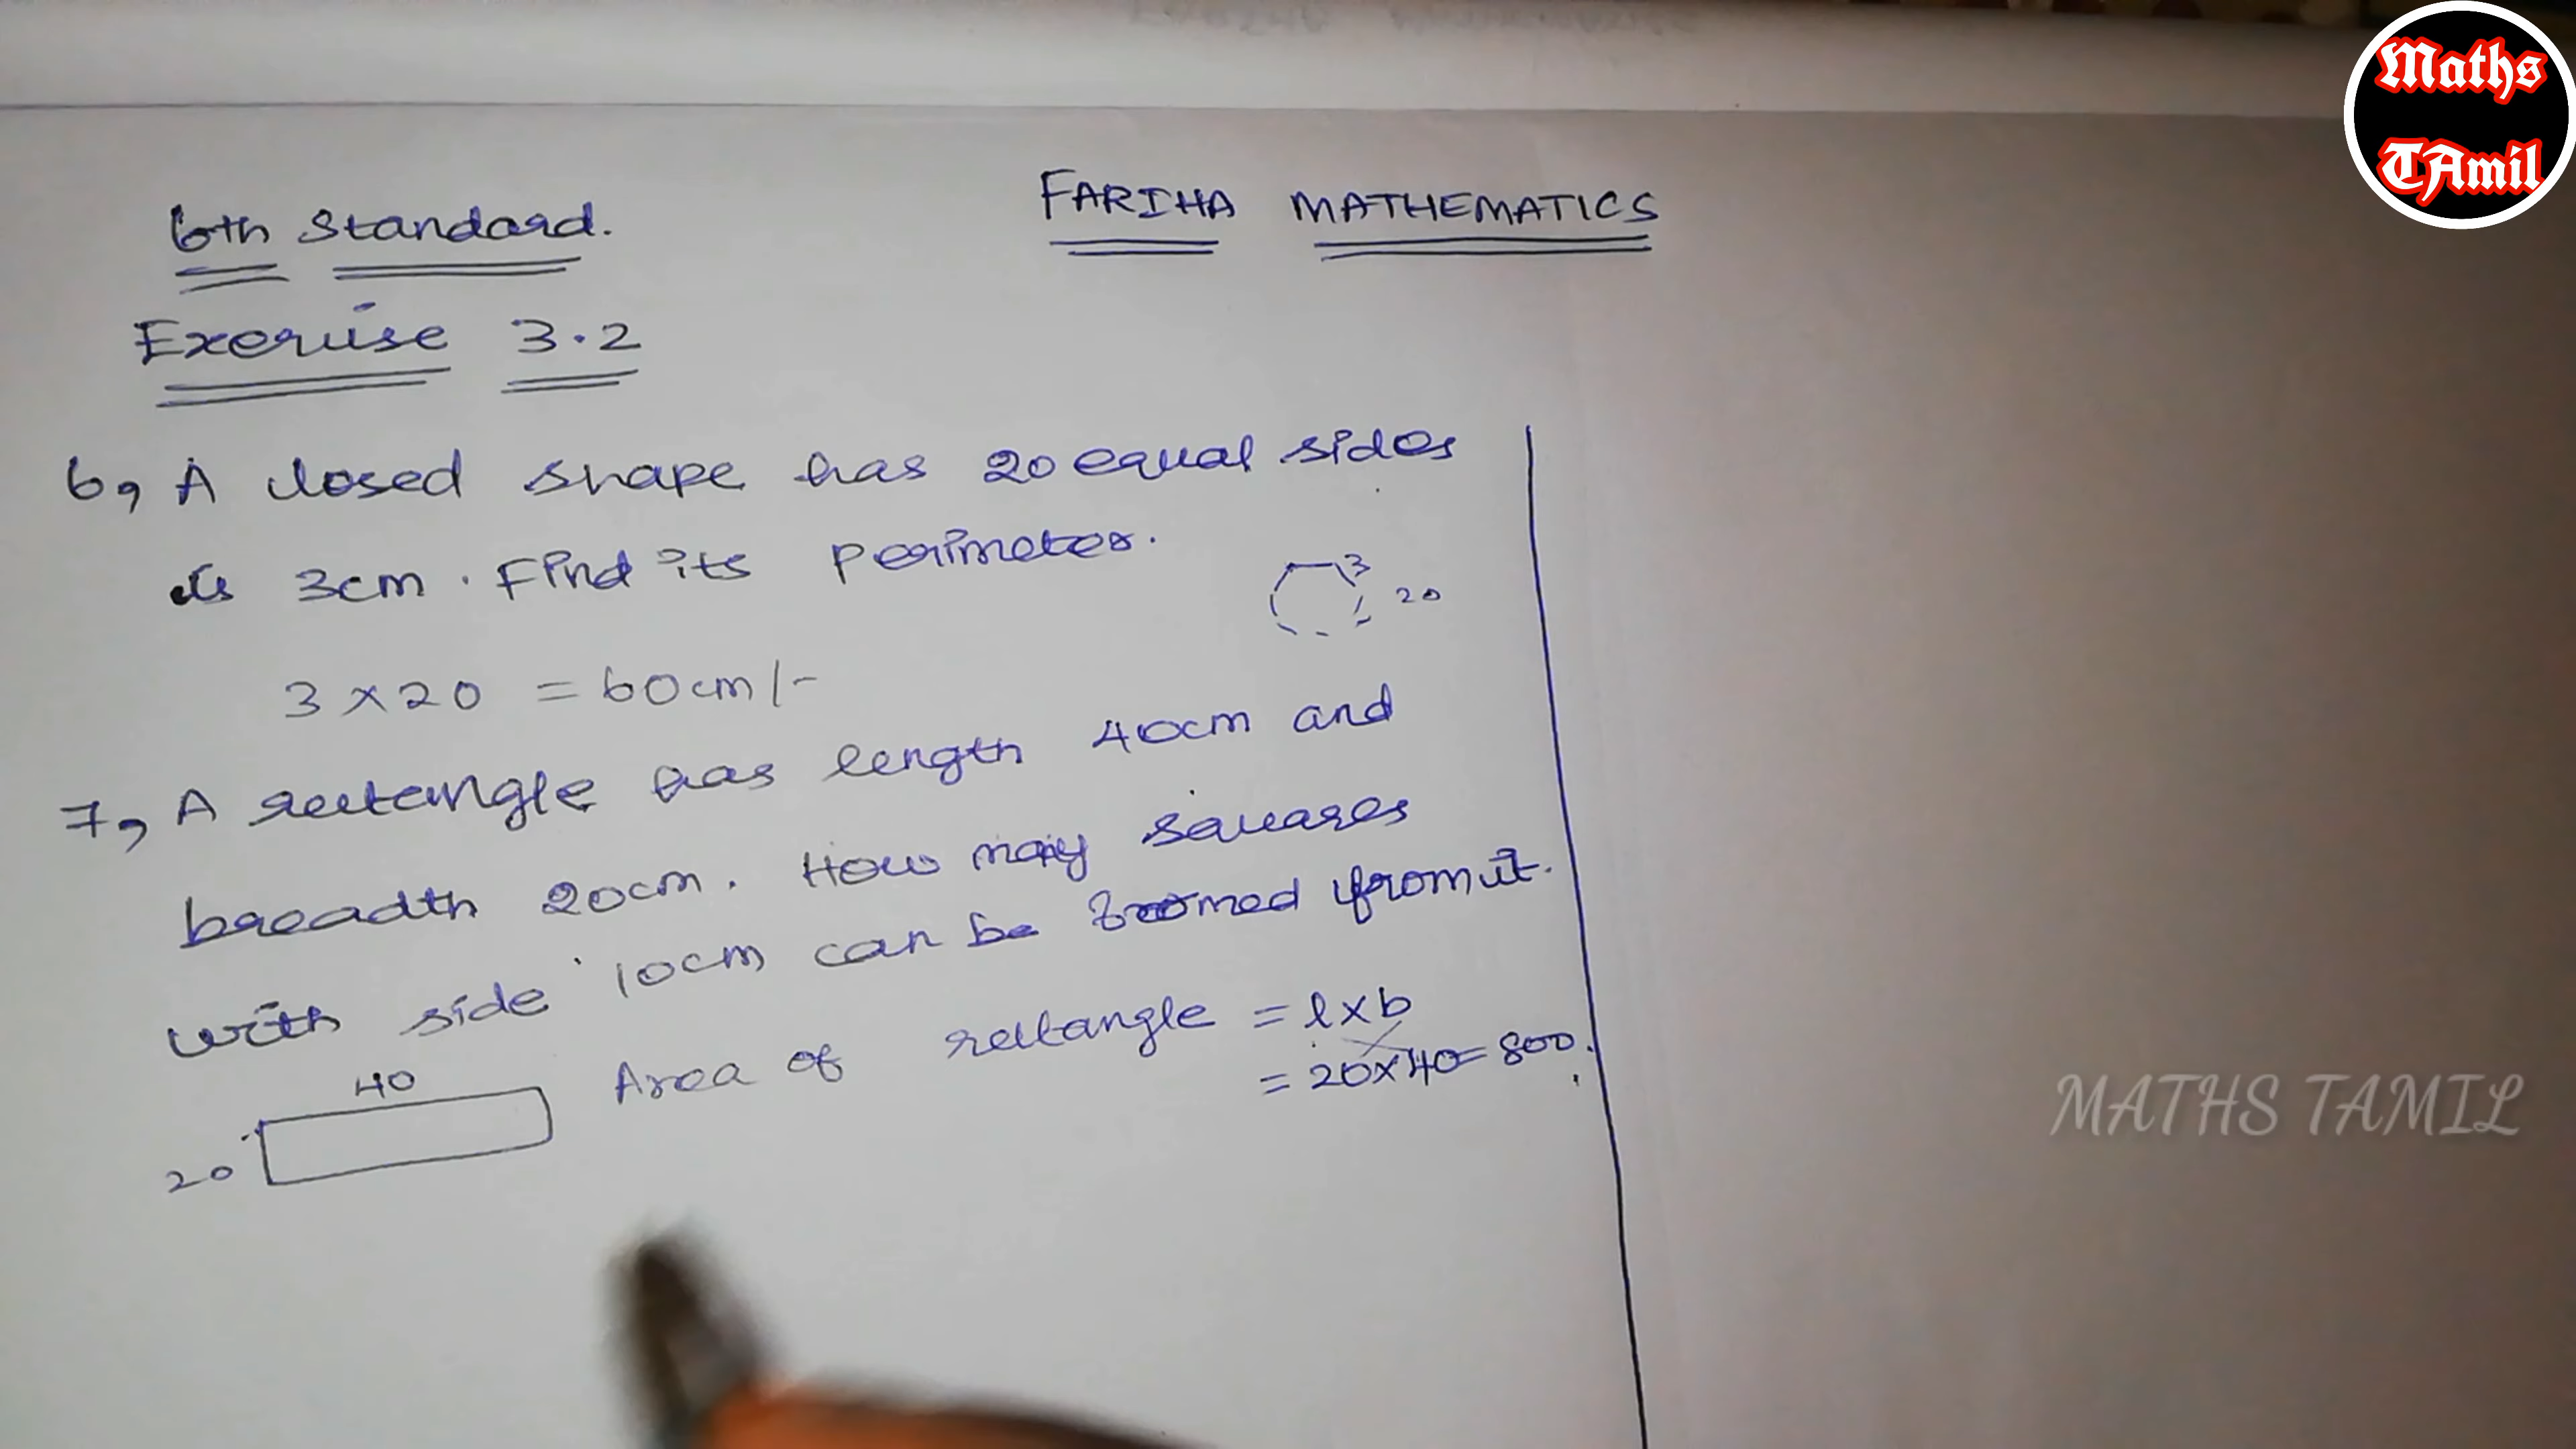 Maths
TAmil
6th Standard.
FARIHA MATHEMATICS
Exercise 3.2
6, A closed shape has 20 equal sides
is 3cm. Find its perimeter.
3
20
3 × 20 = 60cm/-
7, A rectangle has length 40cm and
breadth 20cm. How many squares
with side 10cm can be formed from it.
40
20
Area of rectangle = l×b
= 20×40=800.
MATHS TAMIL